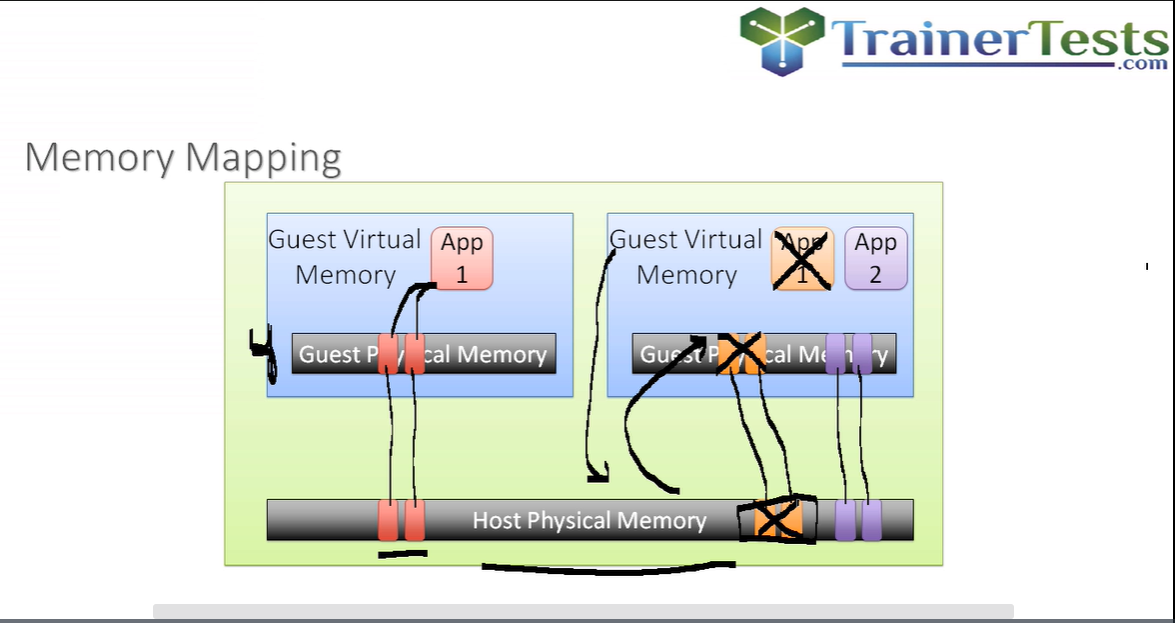 TrainerTests
.com
Memory Mapping
Guest Virtual
Memory
App
1
Guest Physical Memory
Guest Virtual
Memory
App
1
App
2
Guest Physical Memory
Host Physical Memory